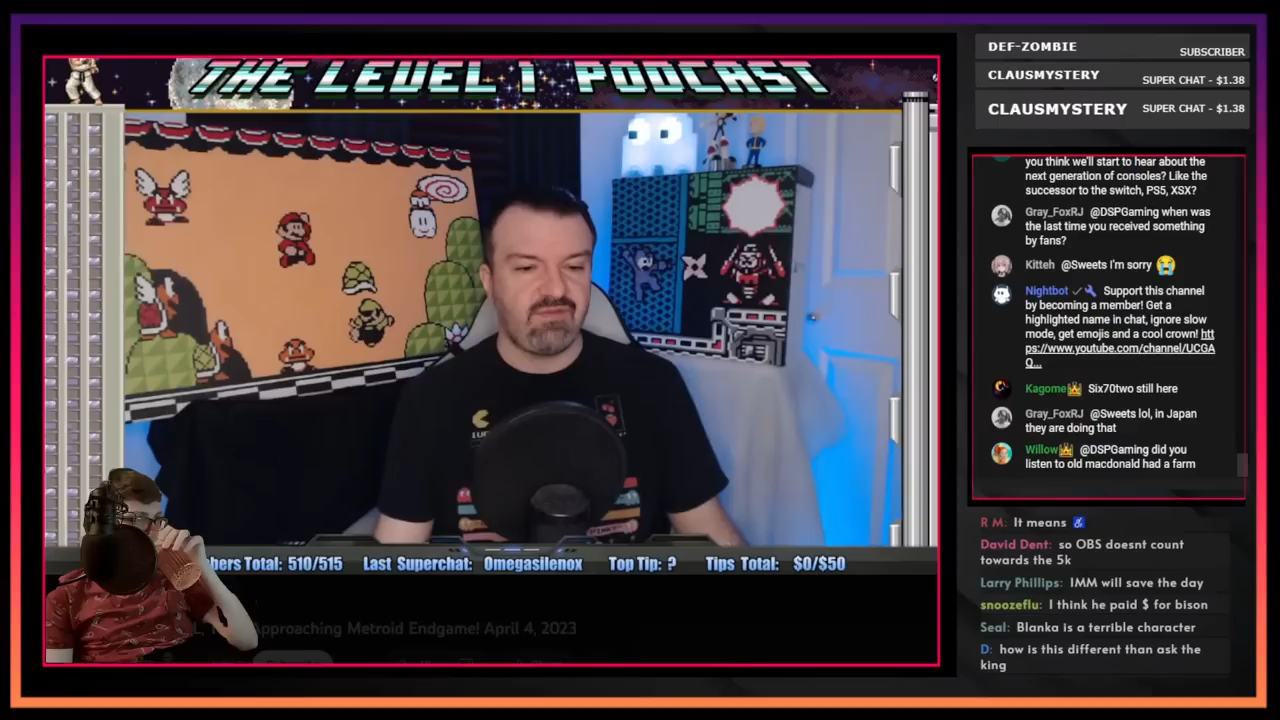 THE LEVEL 1 PODCAST
hers Total: 510/515 Last Superchat: Omegasilenox Top Tip: ? Tips Total: $0/$50
Approaching Metroid Endgame! April 4, 2023
DEF-ZOMBIE SUBSCRIBER
CLAUSMYSTERY SUPER CHAT - $1.38
CLAUSMYSTERY SUPER CHAT - $1.38
you think we'll start to hear about the
next generation of consoles? Like the
successor to the switch, PS5, XSX?
Gray_FoxRJ @DSPGaming when was
the last time you received something
by fans?
Kitteh @Sweets I'm sorry 😭
Nightbot Support this channel
by becoming a member! Get a
highlighted name in chat, ignore slow
mode, get emojis and a cool crown! htt
ps://www.youtube.com/channel/UCGA
Q...
Kagome Six70two still here
Gray_FoxRJ @Sweets lol, in Japan
they are doing that
Willow @DSPGaming did you
listen to old macdonald had a farm
R M: It means ♿
David Dent: so OBS doesnt count
towards the 5k
Larry Phillips: IMM will save the day
snoozeflu: I think he paid $ for bison
Seal: Blanka is a terrible character
D: how is this different than ask the
king